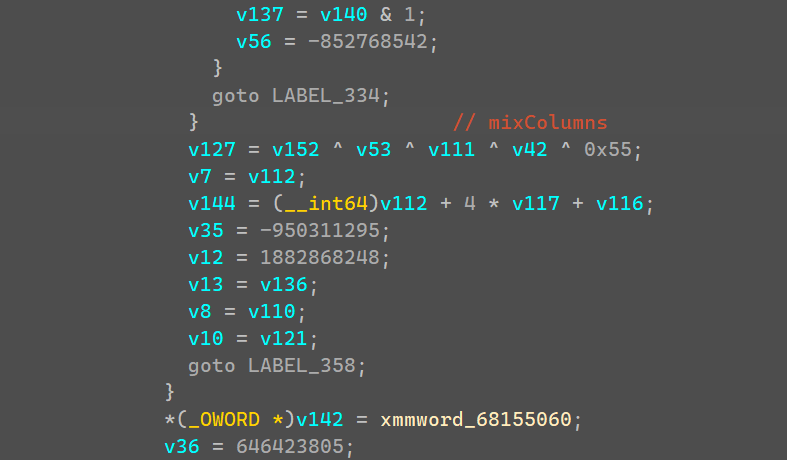 v137 = v140 & 1;
v56 = -852768542;
}
goto LABEL_334;
} // mixColumns
v127 = v152 ^ v53 ^ v111 ^ v42 ^ 0x55;
v7 = v112;
v144 = (__int64)v112 + 4 * v117 + v116;
v35 = -950311295;
v12 = 1882868248;
v13 = v136;
v8 = v110;
v10 = v121;
goto LABEL_358;
}
*(_OWORD *)v142 = xmmword_68155060;
v36 = 646423805;